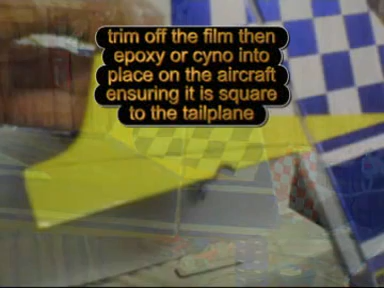 trim off the film then
epoxy or cyno into
place on the aircraft
ensuring it is square
to the tailplane